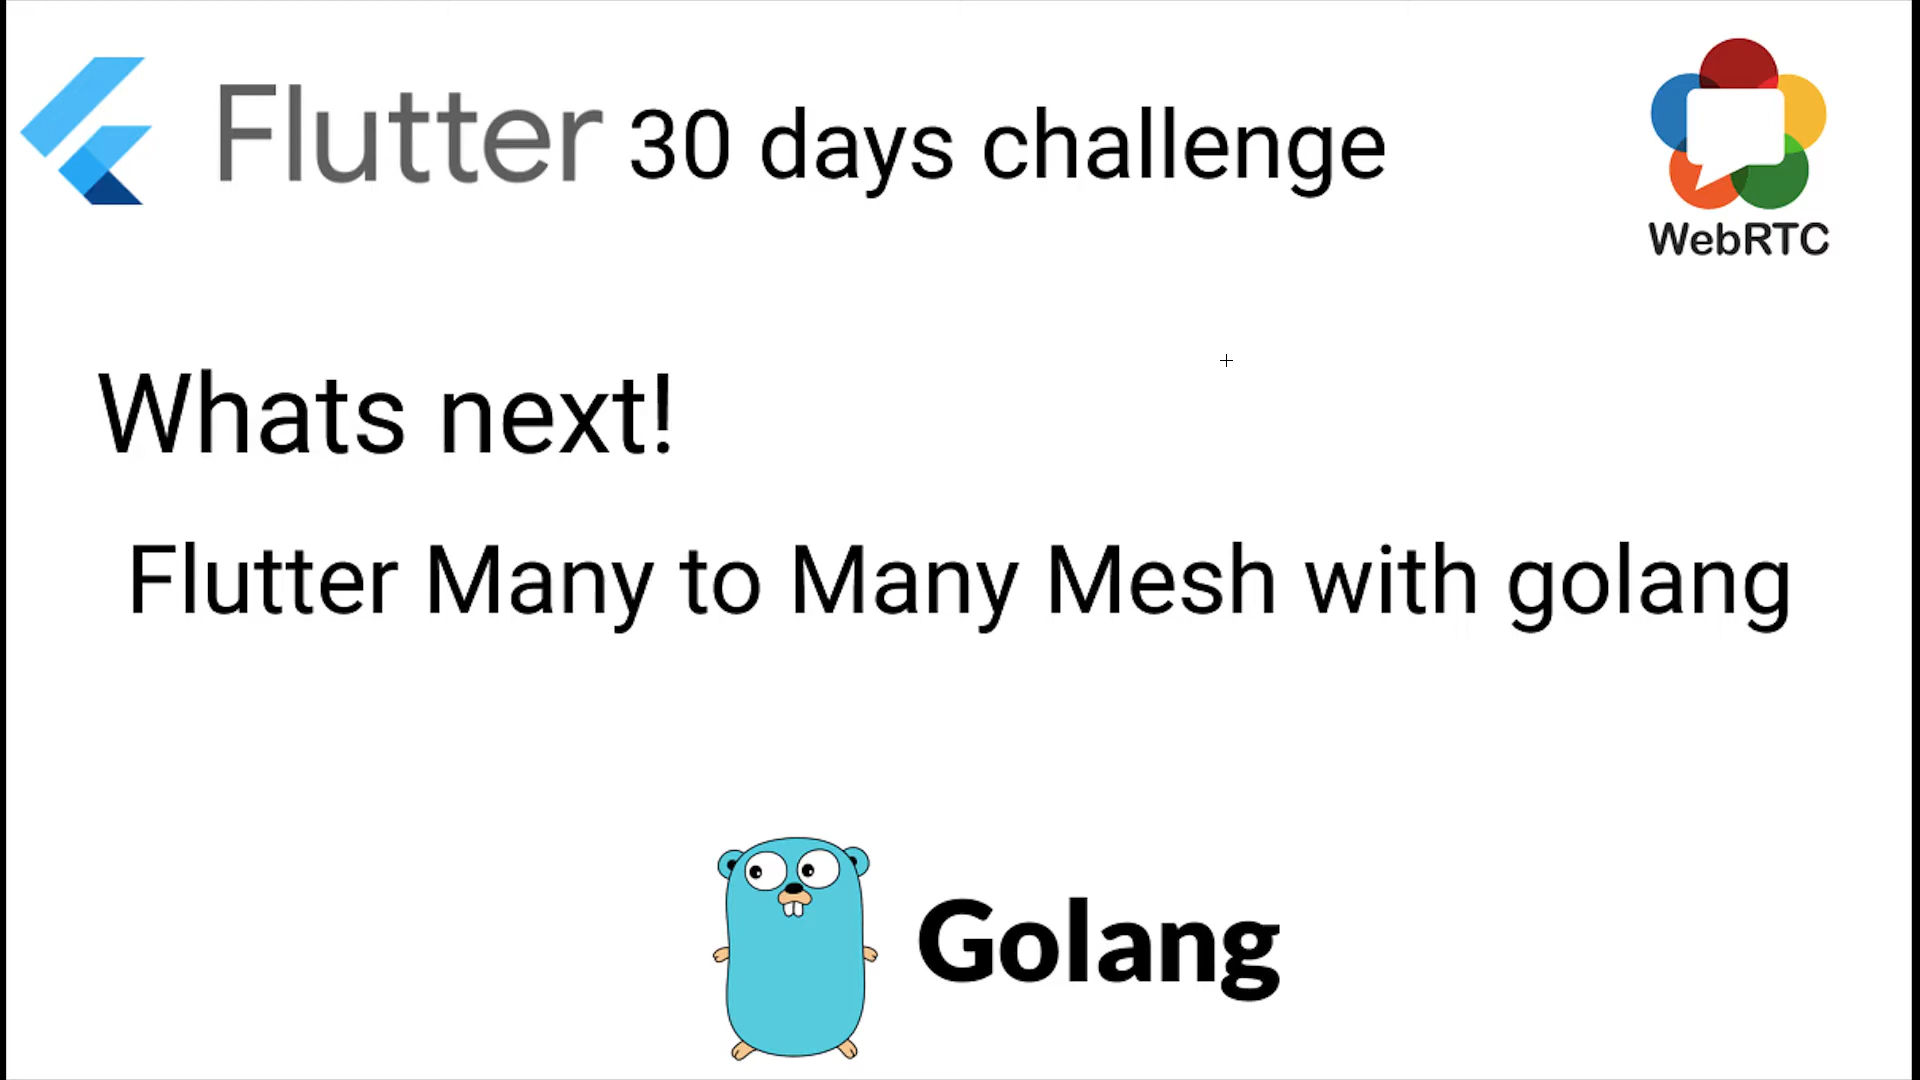 Flutter 30 days challenge
WebRTC
Whats next!
Flutter Many to Many Mesh with golang
Golang